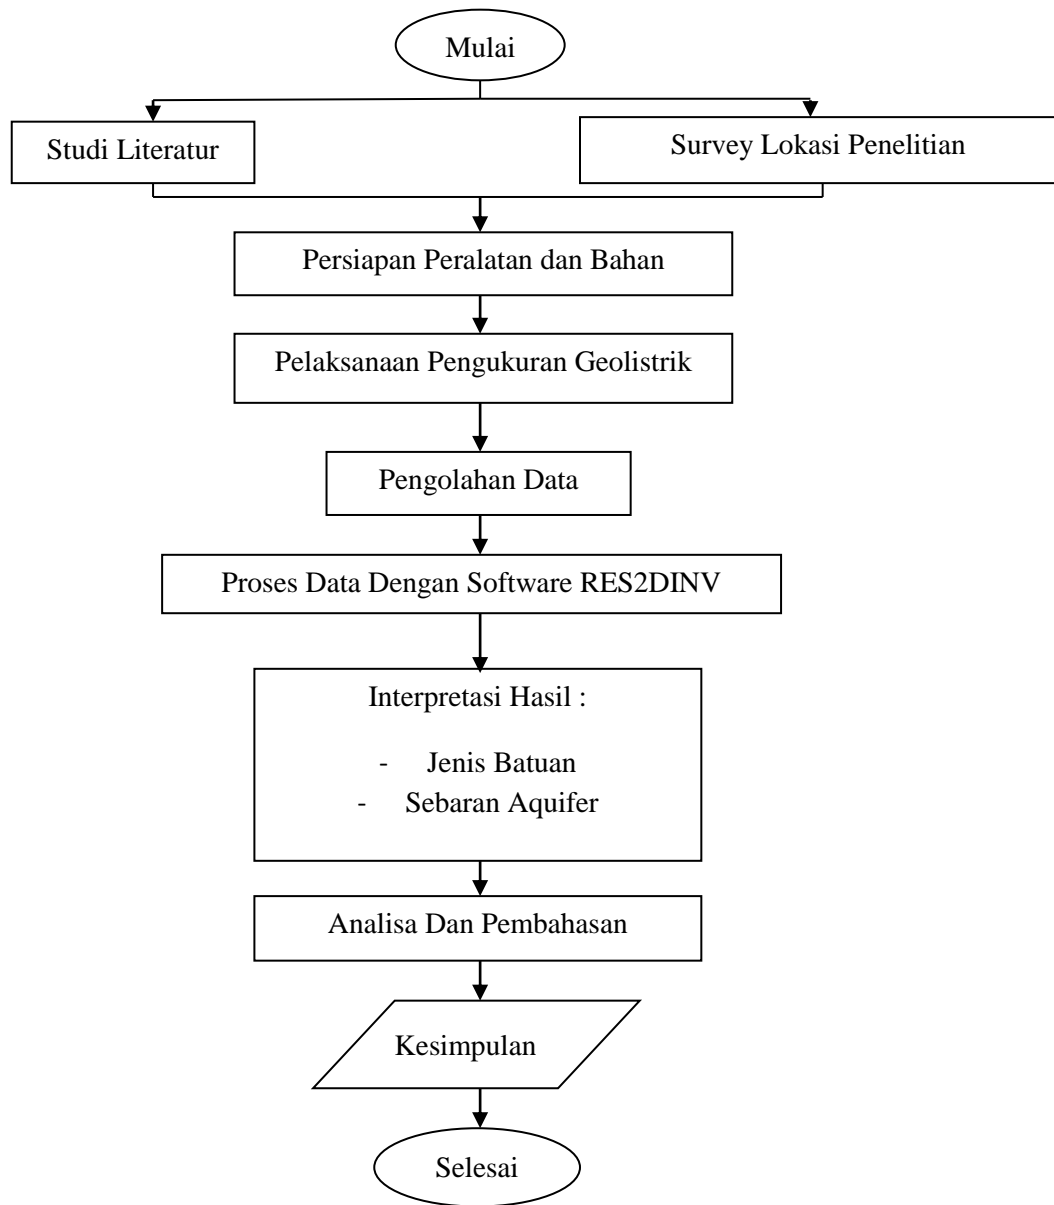 Mulai
Studi Literatur
Survey Lokasi Penelitian
Persiapan Peralatan dan Bahan
Pelaksanaan Pengukuran Geolistrik
Pengolahan Data
Proses Data Dengan Software RES2DINV
Interpretasi Hasil :
- Jenis Batuan
- Sebaran Aquifer
Analisa Dan Pembahasan
Kesimpulan
Selesai